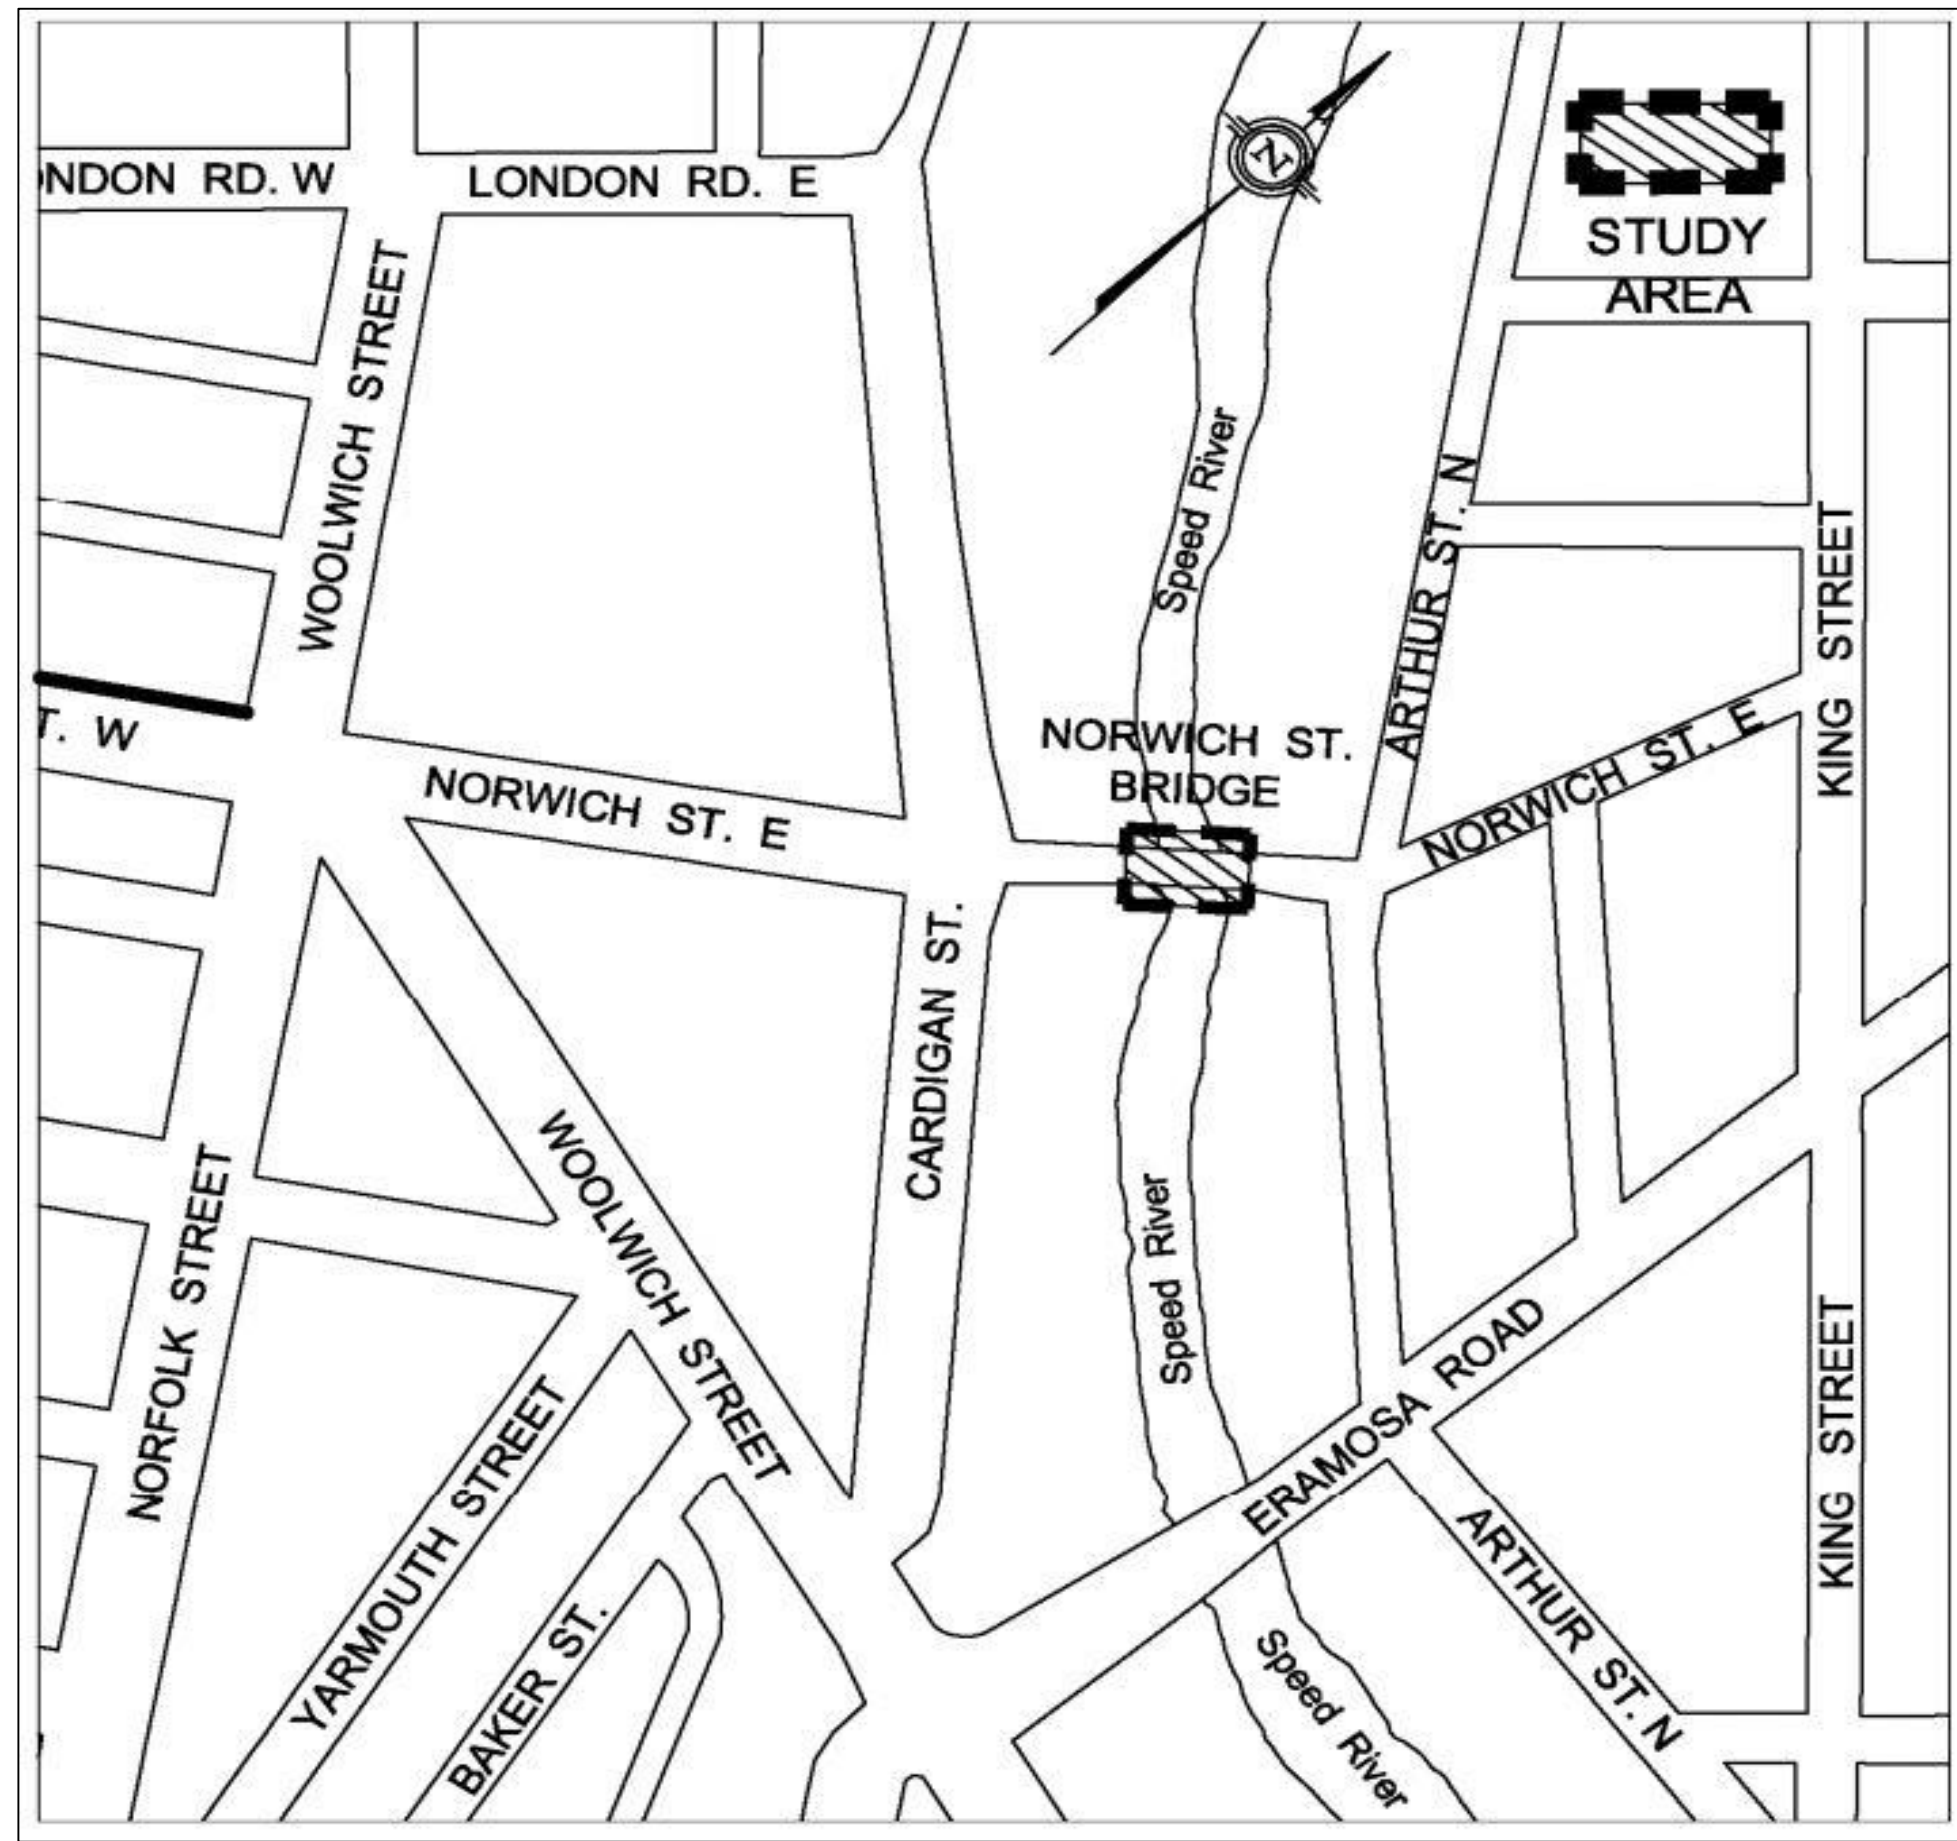 ONDON RD. W
LONDON RD. E
N
STUDY
AREA
WOOLWICH STREET
Speed River
ARTHUR ST. N
KING STREET
T. W
NORWICH ST. E
NORWICH ST.
BRIDGE
NORWICH ST. E
CARDIGAN ST.
WOOLWICH STREET
NORFOLK STREET
Speed River
ERAMOSA ROAD
KING STREET
YARMOUTH STREET
BAKER ST.
ARTHUR ST. N
Speed River